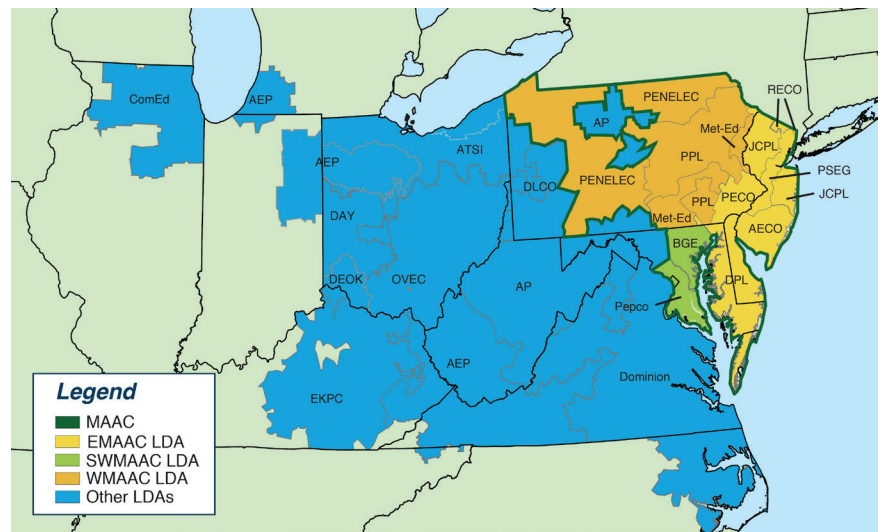 ComEd
AEP
PENELEC
RECO
AP
Met-Ed
JCPL
AEP
ATSI
PPL
PSEG
DLCO
PENELEC
PECO
JCPL
DAY
PPL
Met-Ed
AECO
BGE
DEOK
OVEC
AP
DPL
Pepco
AEP
Dominion
EKPC
Legend
MAAC
EMAAC LDA
SWMAAC LDA
WMAAC LDA
Other LDAs